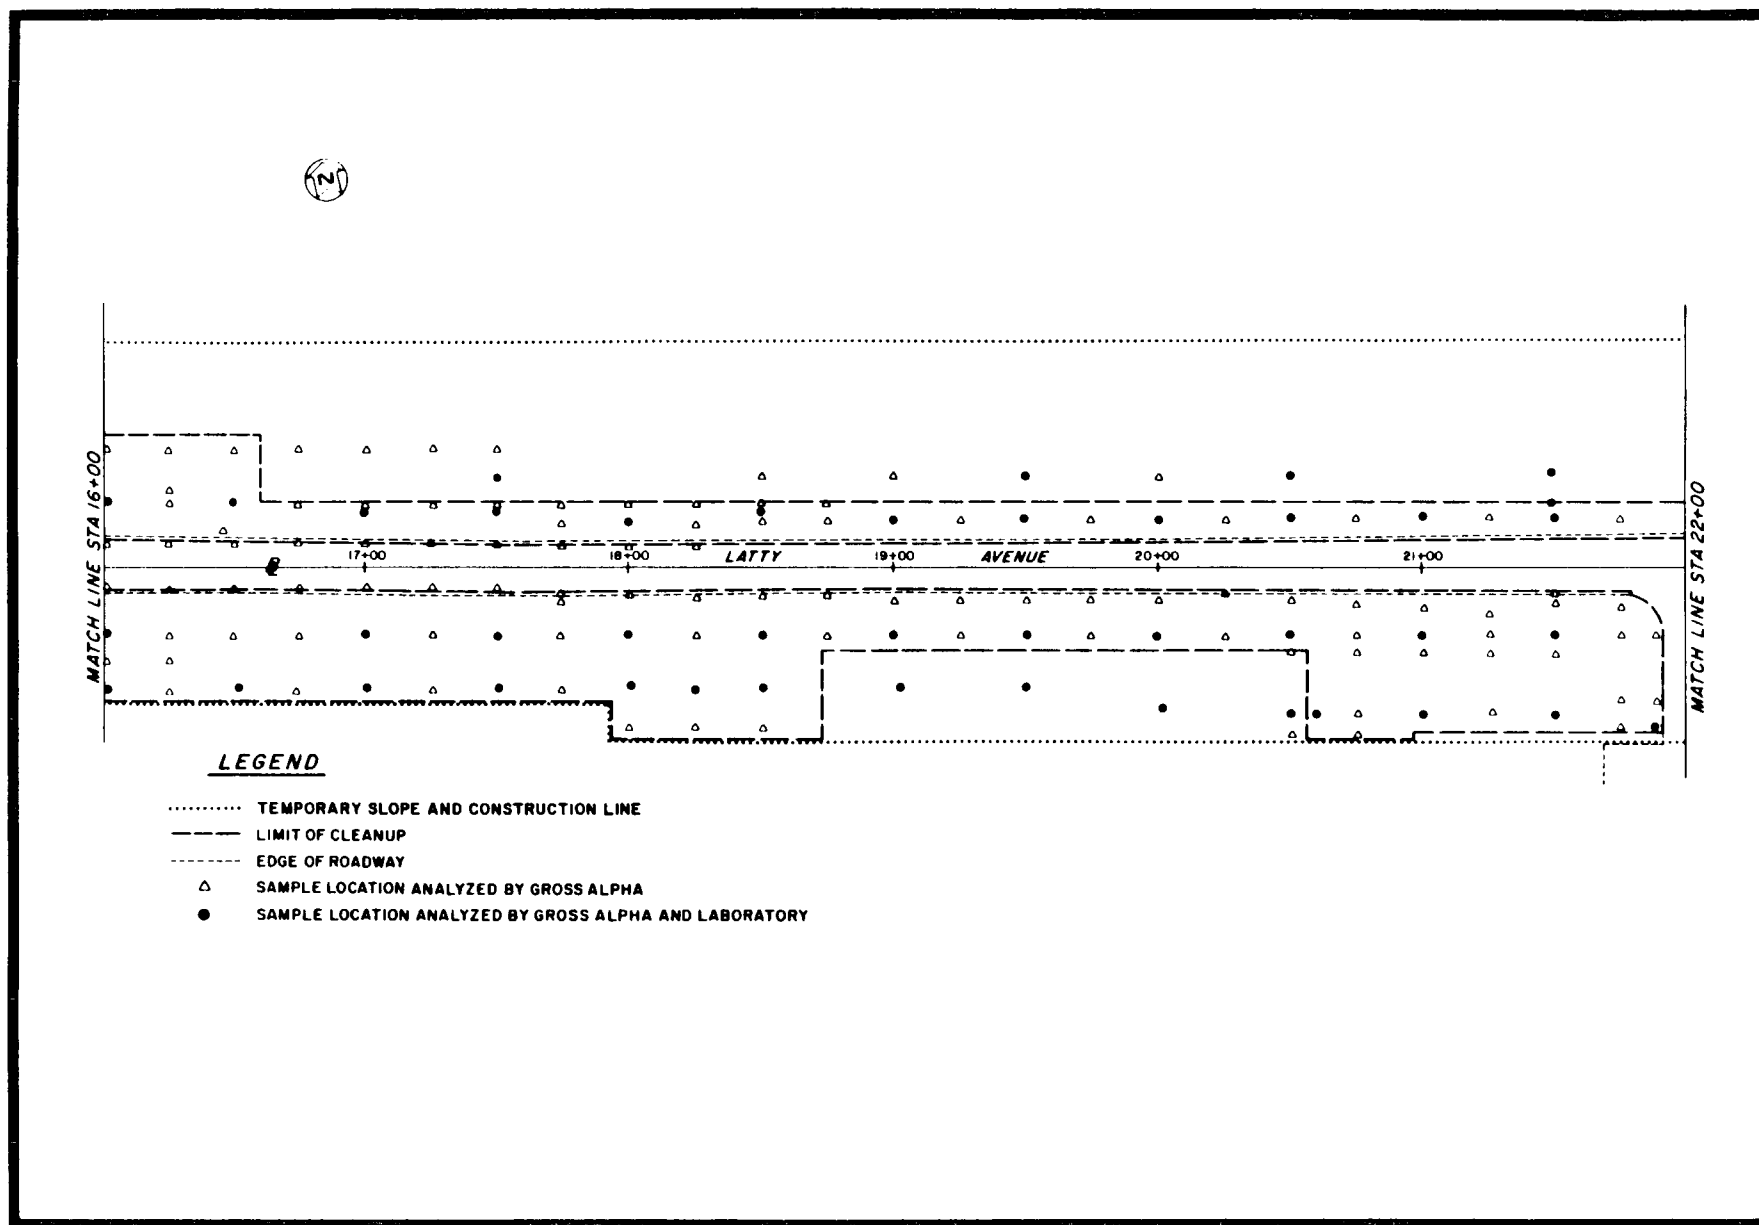 N
MATCH LINE STA 16+00
17+00
18+00
LATTY
19+00
AVENUE
20+00
21+00
MATCH LINE STA 22+00
LEGEND
TEMPORARY SLOPE AND CONSTRUCTION LINE
LIMIT OF CLEANUP
EDGE OF ROADWAY
SAMPLE LOCATION ANALYZED BY GROSS ALPHA
SAMPLE LOCATION ANALYZED BY GROSS ALPHA AND LABORATORY